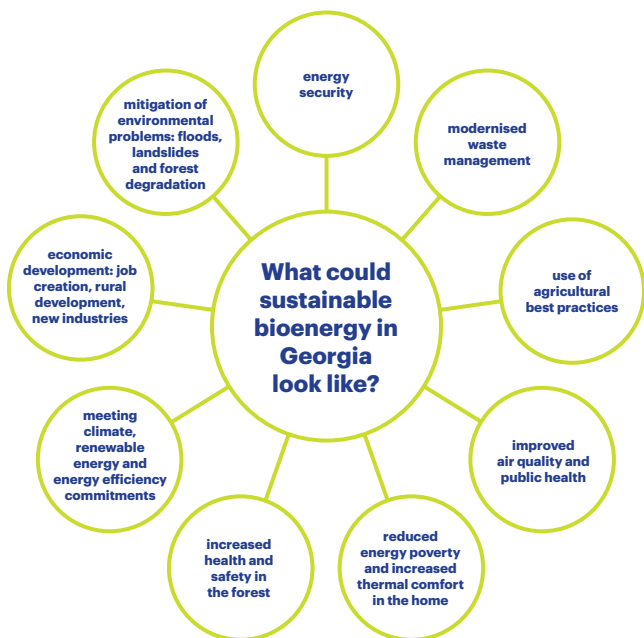 What could
sustainable
bioenergy in
Georgia
look like?
energy
security
modernised
waste
management
use of
agricultural
best practices
improved
air quality and
public health
reduced
energy poverty
and increased
thermal comfort
in the home
increased
health and
safety in
the forest
meeting
climate,
renewable
energy and
energy efficiency
commitments
economic
development: job
creation, rural
development,
new industries
mitigation of
environmental
problems: floods,
landslides
and forest
degradation